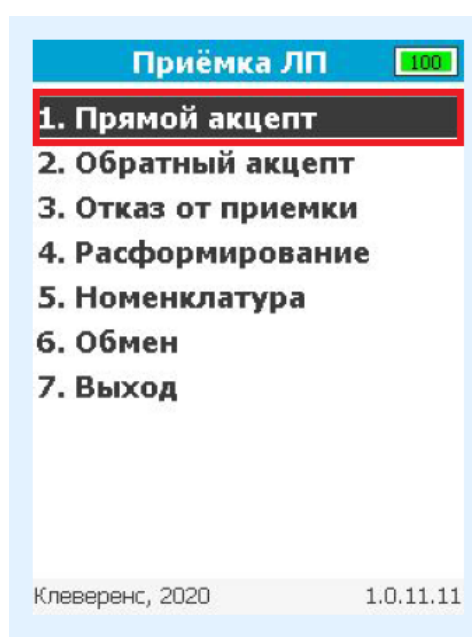 Приёмка ЛП 100
1. Прямой акцепт
2. Обратный акцепт
3. Отказ от приемки
4. Расформирование
5. Номенклатура
6. Обмен
7. Выход
Клеверенс, 2020 1.0.11.11